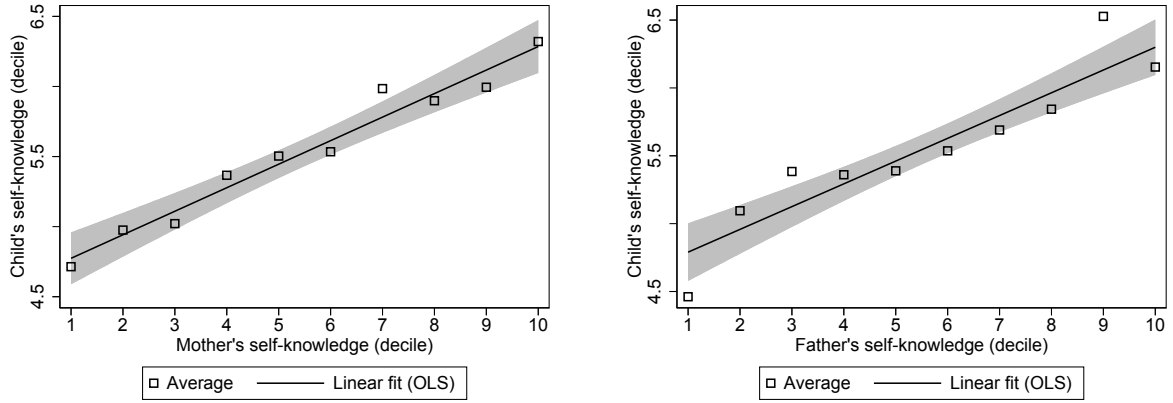 Child's self-knowledge (decile)
6.5
5.5
4.5
1 2 3 4 5 6 7 8 9 10
Mother's self-knowledge (decile)
Average Linear fit (OLS)
Child's self-knowledge (decile)
6.5
5.5
4.5
1 2 3 4 5 6 7 8 9 10
Father's self-knowledge (decile)
Average Linear fit (OLS)